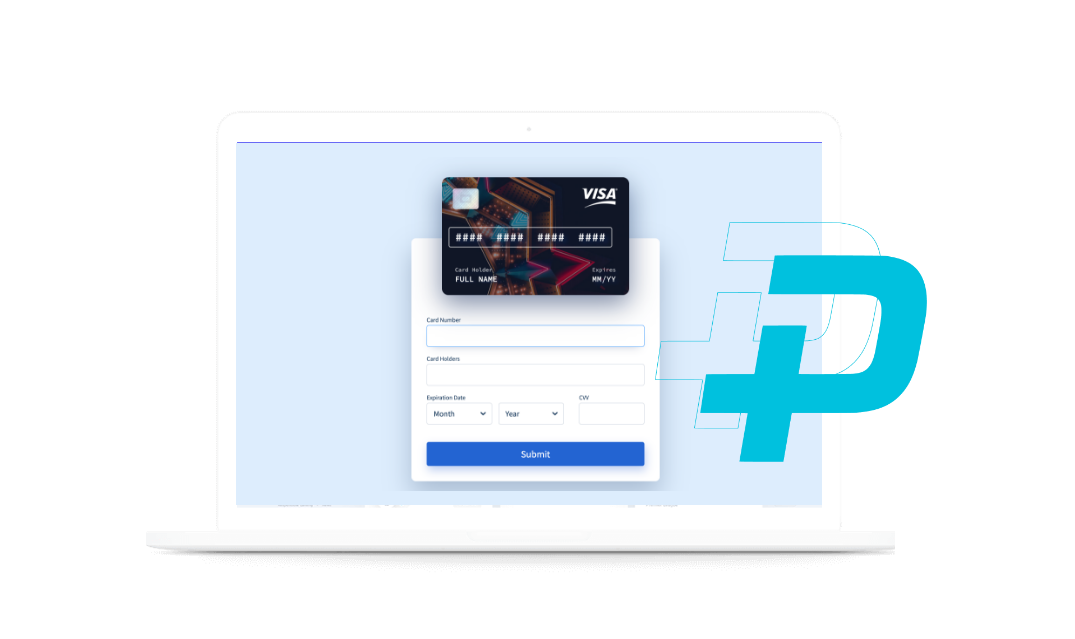 VISA
#### #### #### ####
Card Holder
Expires
FULL NAME
MM/YY
Card Number
Card Holders
Expiration Date
CVV
Month
Year
Submit